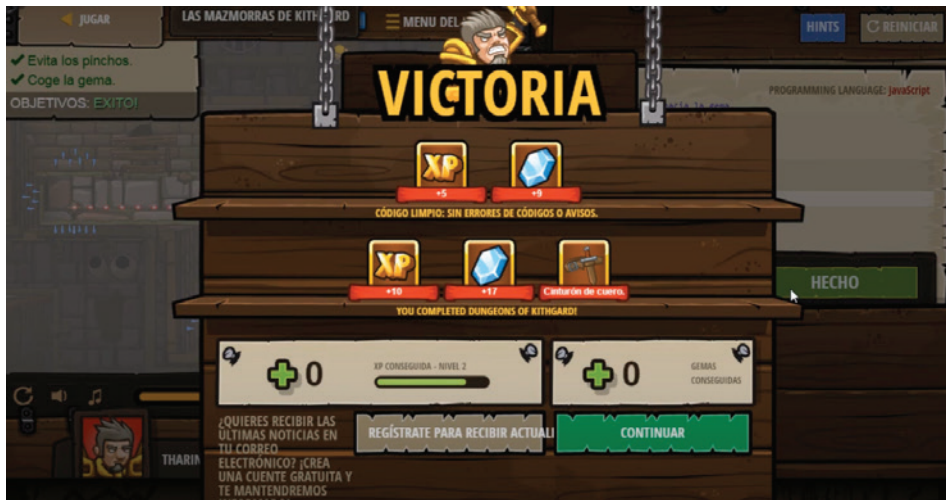 JUGAR
LAS MAZMORRAS DE KITHGARD
MENU DEL
HINTS
REINICIAR
Evita los pinchos.
Coge la gema.
OBJETIVOS: EXITO!
VICTORIA
PROGRAMMING LANGUAGE: JavaScript
XP
+5
+9
CÓDIGO LIMPIO: SIN ERRORES DE CÓDIGOS O AVISOS.
XP
+10
+17
Cinturón de cuero.
HECHO
YOU COMPLETED DUNGEONS OF KITHGARD!
0
XP CONSEGUIDA - NIVEL 2
0
GEMAS
CONSEGUIDAS
¿QUIERES RECIBIR LAS
ÚLTIMAS NOTICIAS EN
TU CORREO
ELECTRÓNICO? ¡CREA
UNA CUENTE GRATUITA Y
TE MANTENDREMOS
REGÍSTRATE PARA RECIBIR ACTUALI
CONTINUAR
THARIN